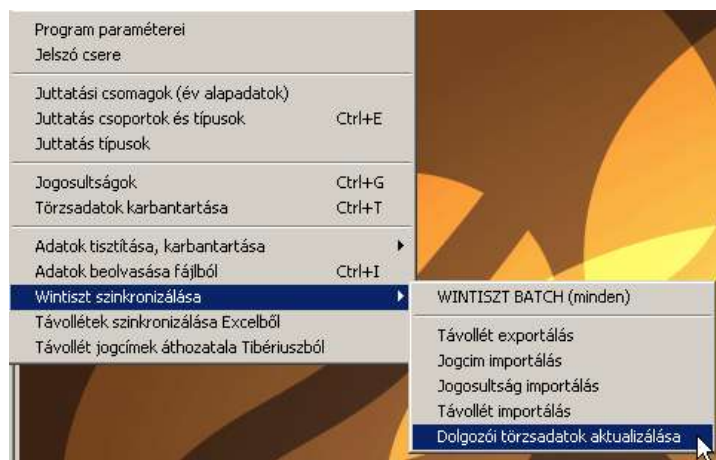 Program paraméterei
Jelszó csere
Juttatási csomagok (év alapadatok)
Juttatás csoportok és típusok Ctrl+E
Juttatás típusok
Jogosultságok Ctrl+G
Törzsadatok karbantartása Ctrl+T
Adatok tisztítása, karbantartása
Adatok beolvasása fájlból Ctrl+I
Wintiszt szinkronizálása
Távollétek szinkronizálása Excelből
Távollét jogcímek áthozatala Tibériuszból
WINTISZT BATCH (minden)
Távollét exportálás
Jogcim importálás
Jogosultság importálás
Távollét importálás
Dolgozói törzsadatok aktualizálása